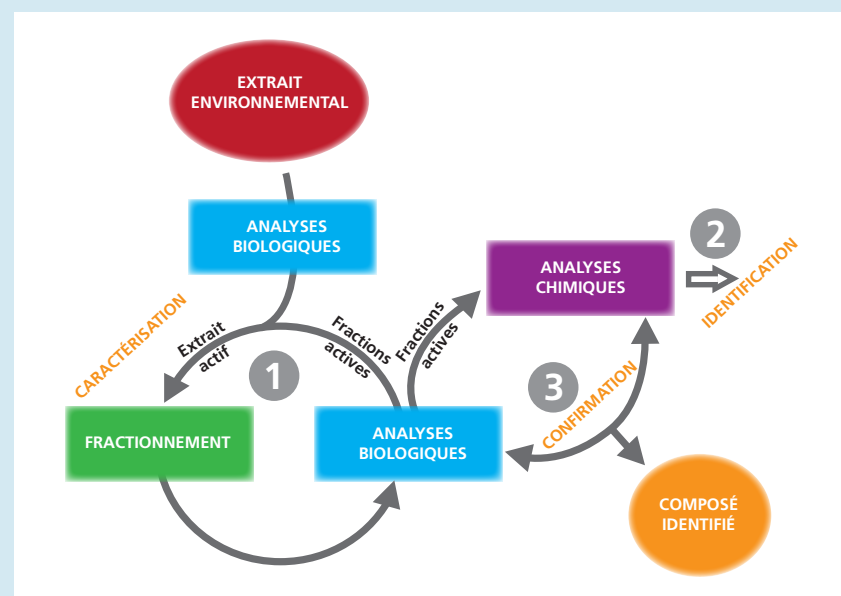 EXTRAIT
ENVIRONNEMENTAL
ANALYSES
BIOLOGIQUES
CARACTÉRISATION
Extrait
actif
1
Fractions
actives
Fractions
actives
ANALYSES
CHIMIQUES
2
IDENTIFICATION
FRACTIONNEMENT
ANALYSES
BIOLOGIQUES
3
CONFIRMATION
COMPOSÉ
IDENTIFIÉ